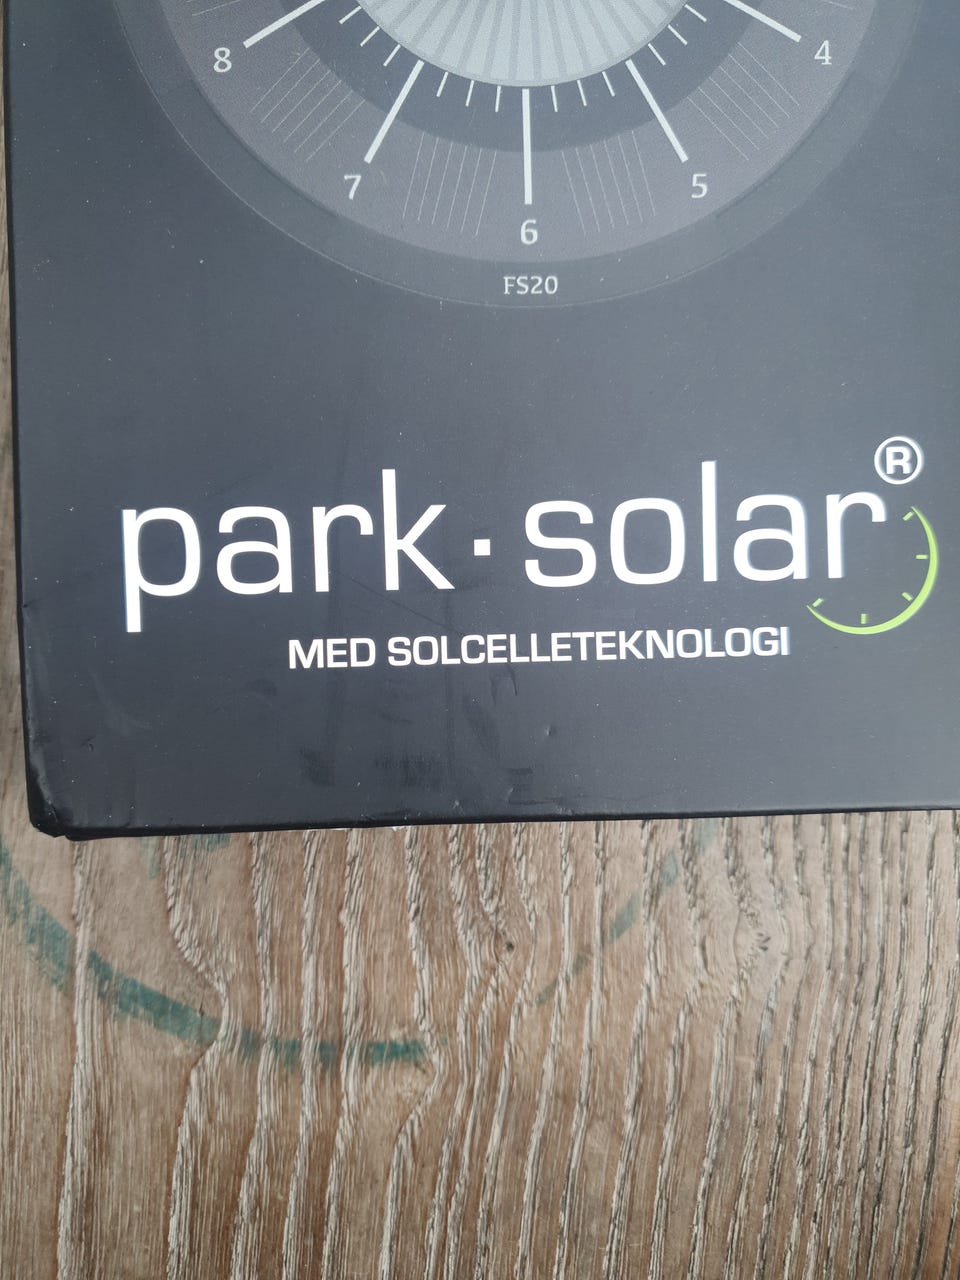 8 4
7 5
6
FS20
park·solar®
MED SOLCELLETEKNOLOGI